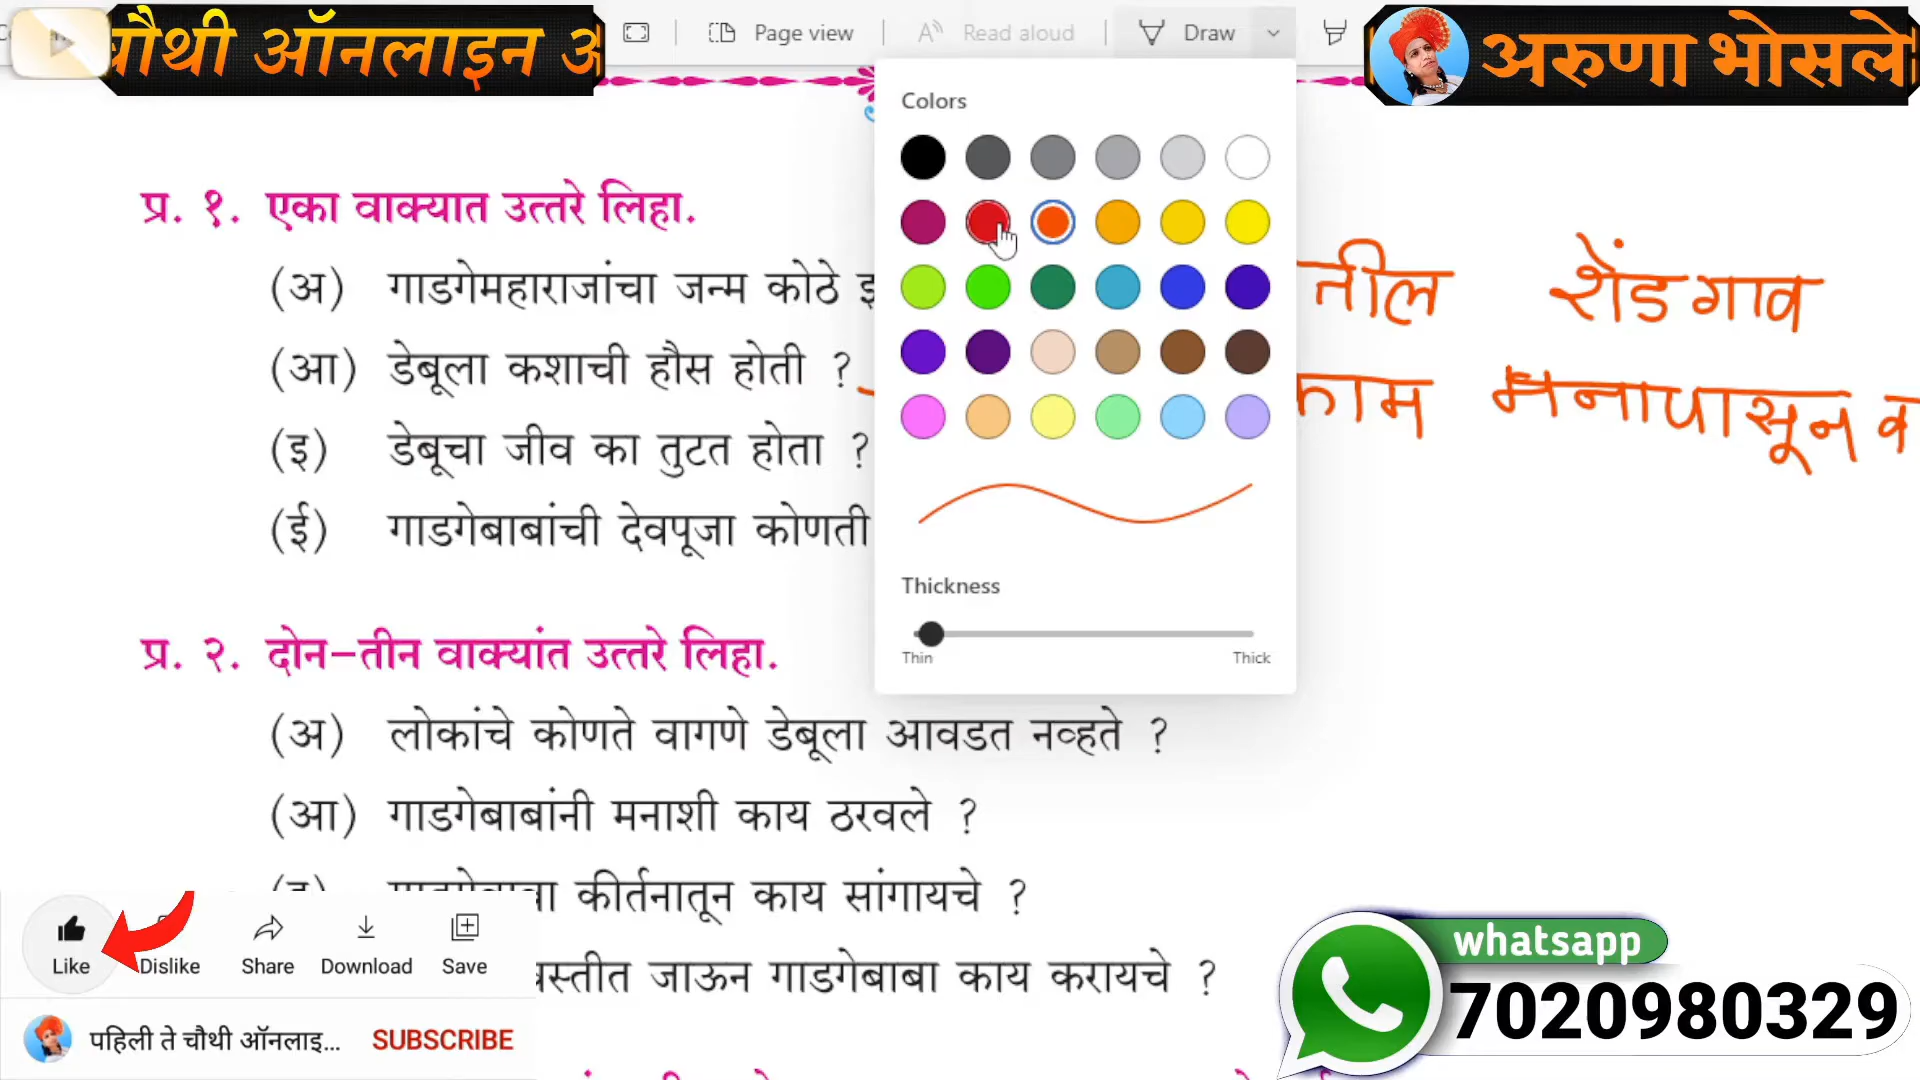 चौथी ऑनलाइन अ
Page view
Read aloud
Draw
अरुणा भोसले
Colors
प्र. १. एका वाक्यात उत्तरे लिहा.
(अ) गाडगेमहाराजांचा जन्म कोठे
तील शेंडगाव
(आ) डेबूला कशाची हौस होती ?
काम मनापासून व
(इ) डेबूचा जीव का तुटत होता ?
(ई) गाडगेबाबांची देवपूजा कोणती
Thickness
Thin Thick
प्र. २. दोन-तीन वाक्यांत उत्तरे लिहा.
(अ) लोकांचे कोणते वागणे डेबूला आवडत नव्हते ?
(आ) गाडगेबाबांनी मनाशी काय ठरवले ?
कीर्तनातून काय सांगायचे ?
वस्तीत जाऊन गाडगेबाबा काय करायचे ?
Like Dislike Share Download Save
पहिली ते चौथी ऑनलाइ... SUBSCRIBE
whatsapp
7020980329